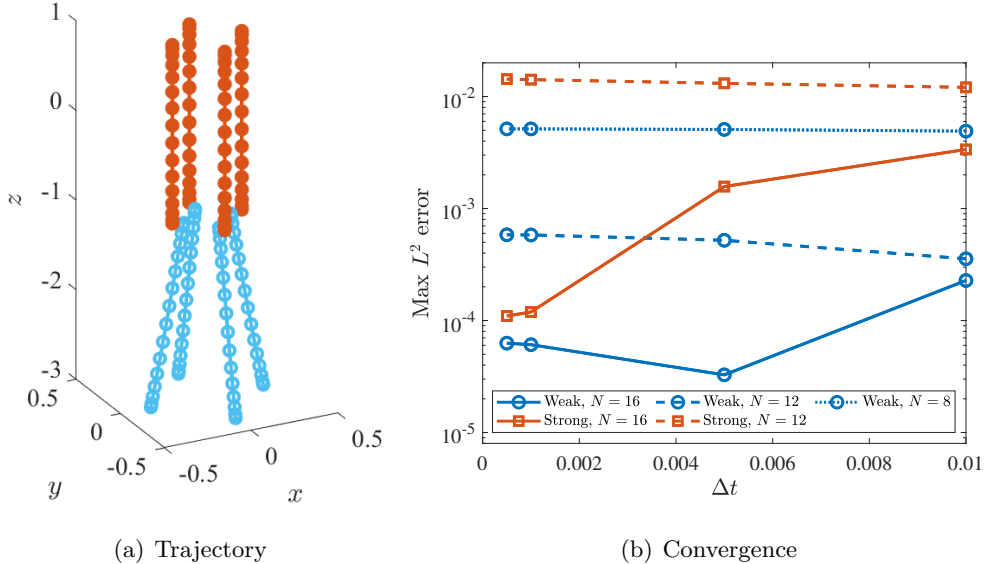 1
0
-1
-2
-3
z
0.5
0
-0.5
y
-0.5
0
0.5
x
(a) Trajectory
Max L² error
10⁻²
10⁻³
10⁻⁴
10⁻⁵
Weak, N = 16
Weak, N = 12
Weak, N = 8
Strong, N = 16
Strong, N = 12
0
0.002
0.004
0.006
0.008
0.01
Δt
(b) Convergence